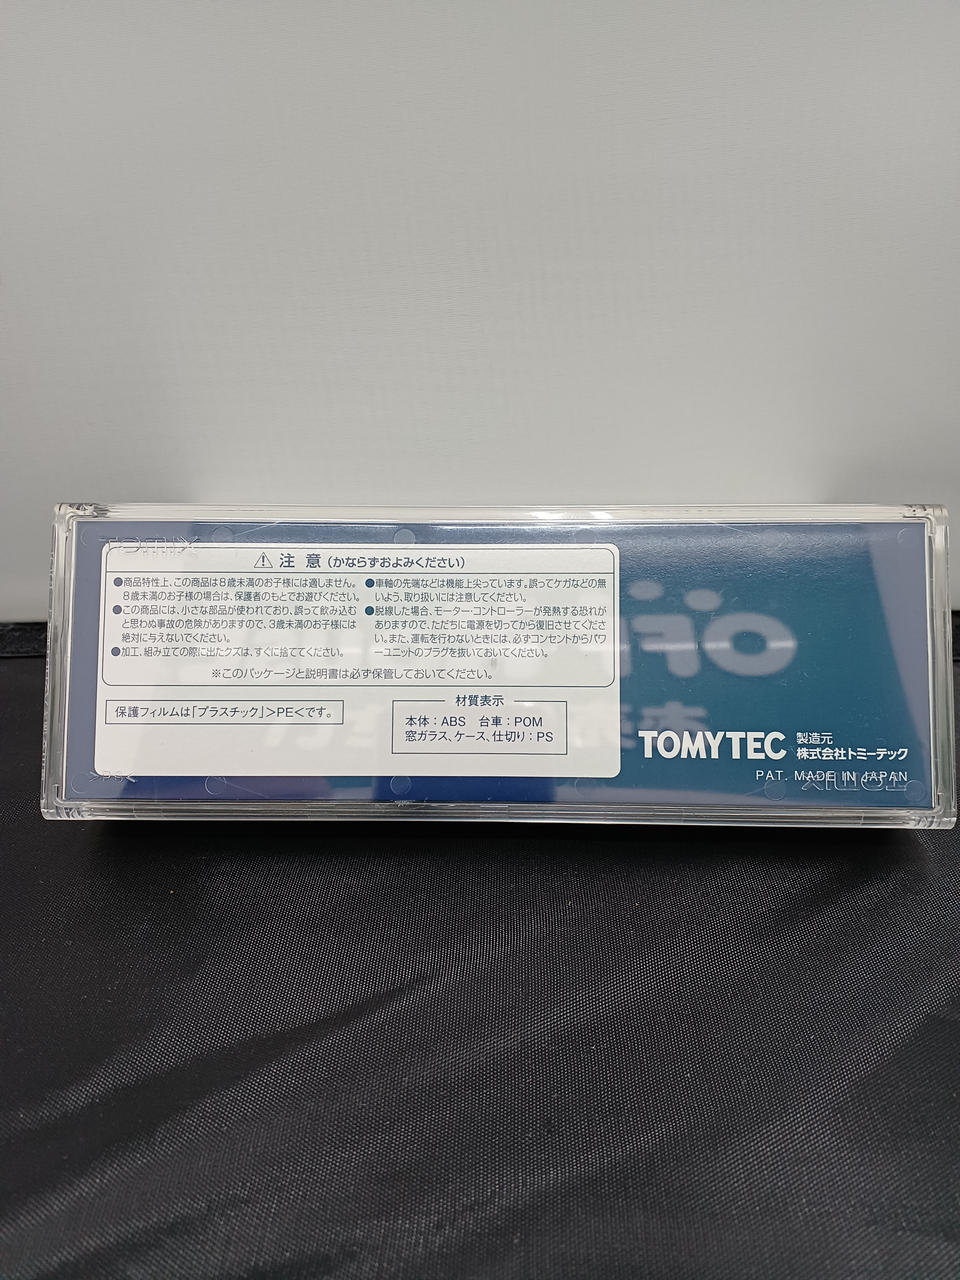 TOMIX
⚠ 注意(かならずおよみください)
●商品特性上、この商品は8歳未満のお子様には適しません。
8歳未満のお子様の場合は、保護者のもとでお遊びください。
●この商品には、小さな部品が使われており、誤って飲み込む
と思わぬ事故の危険がありますので、3歳未満のお子様には
絶対に与えないでください。
●加工、組み立ての際に出たクズは、すぐに捨ててください。
●車軸の先端などは機能上尖っています。誤ってケガなどの無
いよう、取り扱いには注意してください。
●脱線した場合、モーター・コントローラーが発熱する恐れが
ありますので、ただちに電源を切ってから復旧させてくださ
い。また、運転を行わないときには、必ずコンセントからパワ
ーユニットのプラグを抜いておいてください。
※このパッケージと説明書は必ず保管しておいてください。
保護フィルムは「プラスチック」>PE<です。
材質表示
本体:ABS 台車:POM
窓ガラス、ケース、仕切り:PS
TOMYTEC 製造元
株式会社トミーテック
PAT. MADE IN JAPAN
>PS<
TOMIX